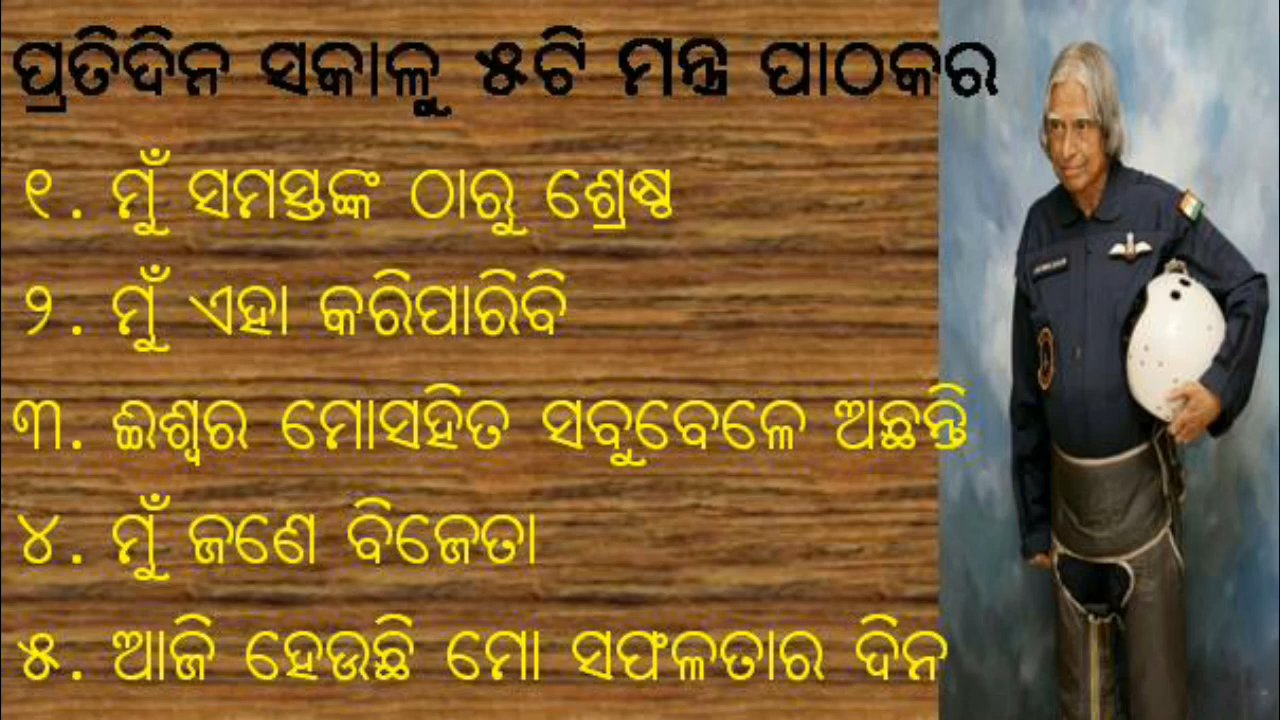 ପ୍ରତିଦିନ ସକାଳୁ ୫ଟି ମନ୍ତ୍ର ପାଠକର
୧. ମୁଁ ସମସ୍ତଙ୍କ ଠାରୁ ଶ୍ରେଷ୍ଠ
୨. ମୁଁ ଏହା କରିପାରିବି
୩. ଈଶ୍ୱର ମୋସହିତ ସବୁବେଳେ ଅଛନ୍ତି
୪. ମୁଁ ଜଣେ ବିଜେତା
୫. ଆଜି ହେଉଛି ମୋ ସଫଳତାର ଦିନ